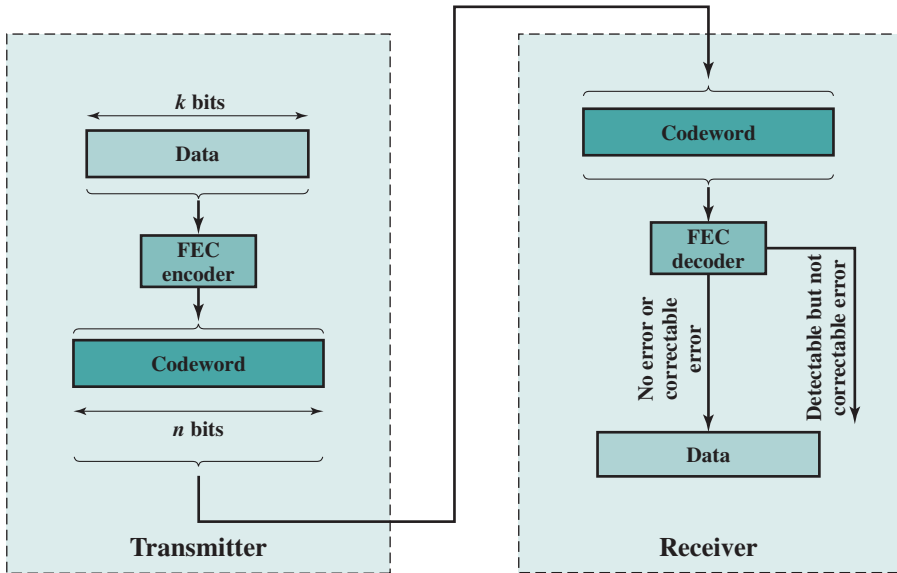 k bits
Data
FEC
encoder
Codeword
n bits
Transmitter
Codeword
FEC
decoder
No error or
correctable
error
Detectable but not
correctable error
Data
Receiver